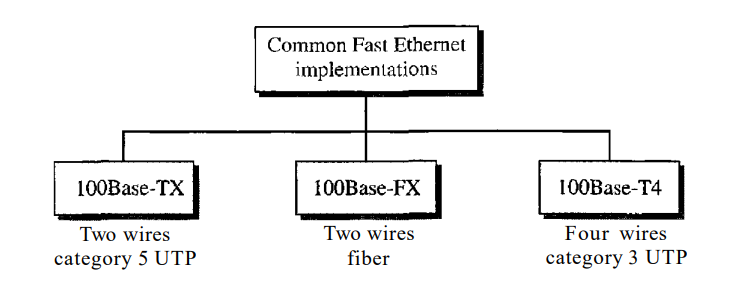 Common Fast Ethernet
implementations
100Base-TX
100Base-FX
100Base-T4
Two wires
category 5 UTP
Two wires
fiber
Four wires
category 3 UTP